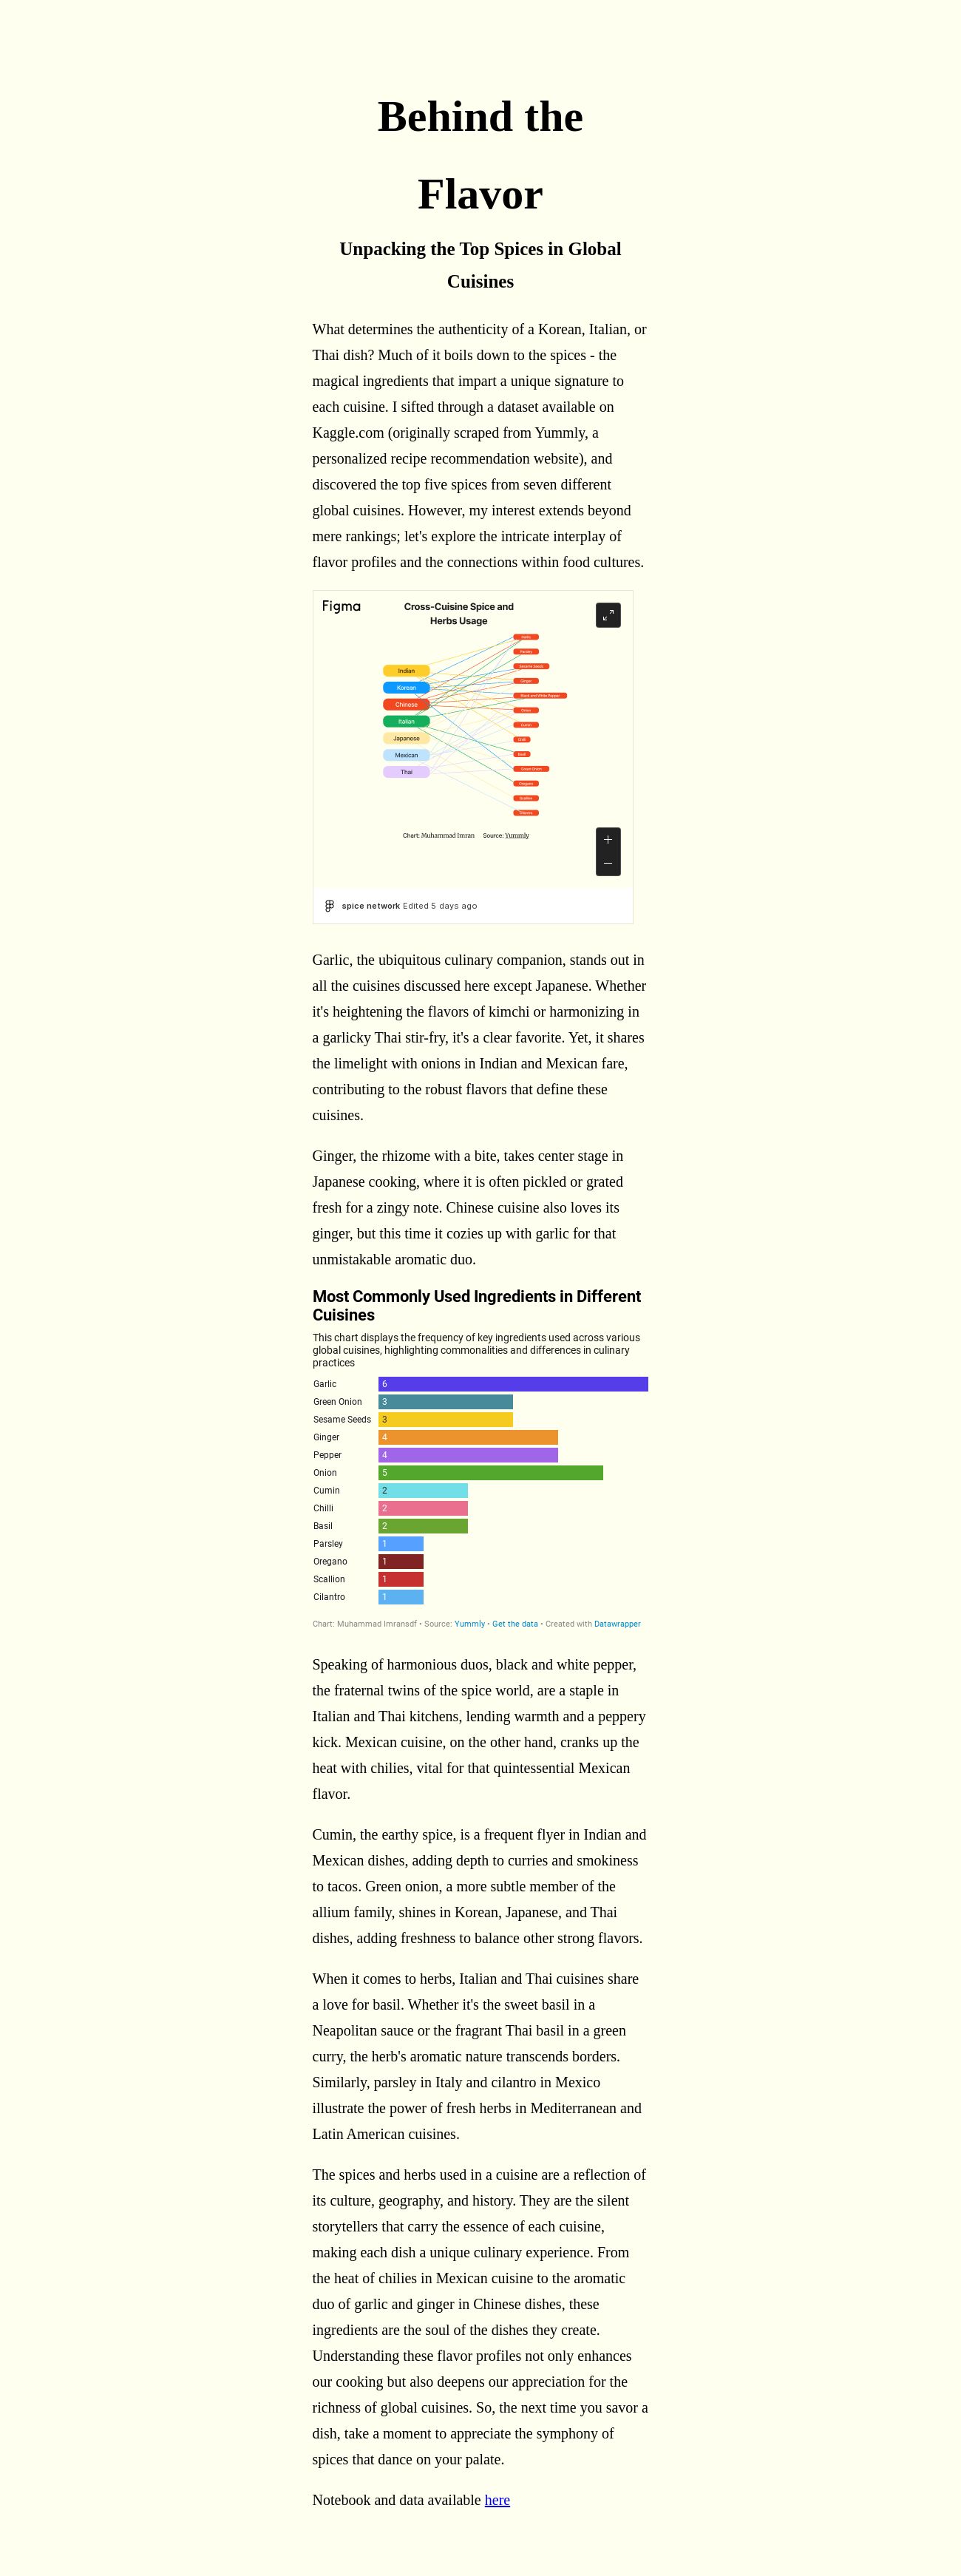 Behind the
Flavor
Unpacking the Top Spices in Global
Cuisines
What determines the authenticity of a Korean, Italian, or
Thai dish? Much of it boils down to the spices - the
magical ingredients that impart a unique signature to
each cuisine. I sifted through a dataset available on
Kaggle.com (originally scraped from Yummly, a
personalized recipe recommendation website), and
discovered the top five spices from seven different
global cuisines. However, my interest extends beyond
mere rankings; let's explore the intricate interplay of
flavor profiles and the connections within food cultures.
Figma
Cross-Cuisine Spice and
Herbs Usage
Indian
Korean
Chinese
Italian
Japanese
Mexican
Thai
Sesame Seeds
Ginger
Black and White Pepper
Green Onion
Oregano
Chart: Muhammad Imran Source: Yummly
spice network Edited 5 days ago
Garlic, the ubiquitous culinary companion, stands out in
all the cuisines discussed here except Japanese. Whether
it's heightening the flavors of kimchi or harmonizing in
a garlicky Thai stir-fry, it's a clear favorite. Yet, it shares
the limelight with onions in Indian and Mexican fare,
contributing to the robust flavors that define these
cuisines.
Ginger, the rhizome with a bite, takes center stage in
Japanese cooking, where it is often pickled or grated
fresh for a zingy note. Chinese cuisine also loves its
ginger, but this time it cozies up with garlic for that
unmistakable aromatic duo.
Most Commonly Used Ingredients in Different
Cuisines
This chart displays the frequency of key ingredients used across various
global cuisines, highlighting commonalities and differences in culinary
practices
Garlic 6
Green Onion 3
Sesame Seeds 3
Ginger 4
Pepper 4
Onion 5
Cumin 2
Chilli 2
Basil 2
Parsley 1
Oregano 1
Scallion 1
Cilantro 1
Chart: Muhammad Imransdf • Source: Yummly • Get the data • Created with Datawrapper
Speaking of harmonious duos, black and white pepper,
the fraternal twins of the spice world, are a staple in
Italian and Thai kitchens, lending warmth and a peppery
kick. Mexican cuisine, on the other hand, cranks up the
heat with chilies, vital for that quintessential Mexican
flavor.
Cumin, the earthy spice, is a frequent flyer in Indian and
Mexican dishes, adding depth to curries and smokiness
to tacos. Green onion, a more subtle member of the
allium family, shines in Korean, Japanese, and Thai
dishes, adding freshness to balance other strong flavors.
When it comes to herbs, Italian and Thai cuisines share
a love for basil. Whether it's the sweet basil in a
Neapolitan sauce or the fragrant Thai basil in a green
curry, the herb's aromatic nature transcends borders.
Similarly, parsley in Italy and cilantro in Mexico
illustrate the power of fresh herbs in Mediterranean and
Latin American cuisines.
The spices and herbs used in a cuisine are a reflection of
its culture, geography, and history. They are the silent
storytellers that carry the essence of each cuisine,
making each dish a unique culinary experience. From
the heat of chilies in Mexican cuisine to the aromatic
duo of garlic and ginger in Chinese dishes, these
ingredients are the soul of the dishes they create.
Understanding these flavor profiles not only enhances
our cooking but also deepens our appreciation for the
richness of global cuisines. So, the next time you savor a
dish, take a moment to appreciate the symphony of
spices that dance on your palate.
Notebook and data available here